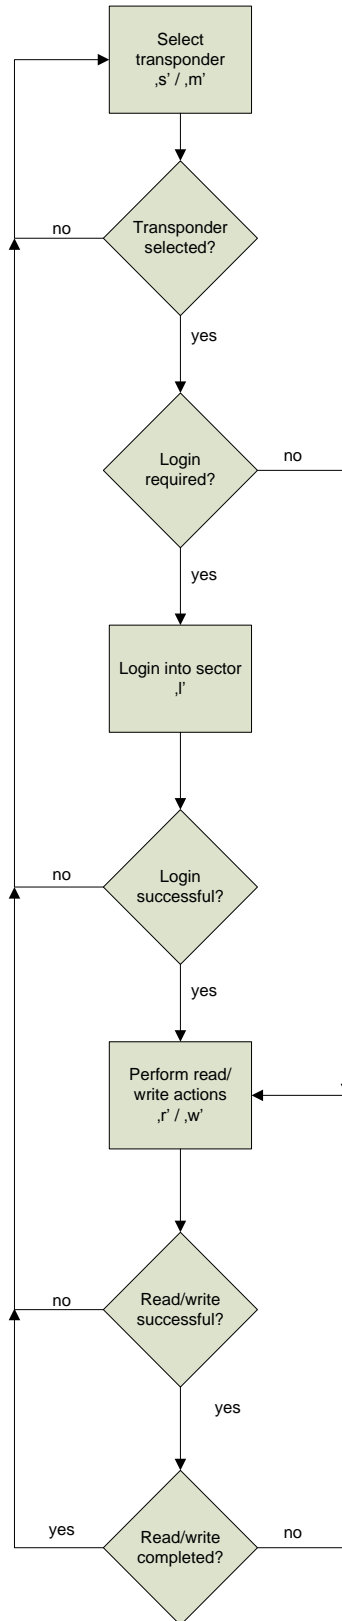 Select
transponder
‚s’ / ‚m’
Transponder
selected?
no
yes
Login
required?
no
yes
Login into sector
‚l’
Login
successful?
no
yes
Perform read/
write actions
‚r’ / ‚w’
Read/write
successful?
no
yes
Read/write
completed?
yes
no